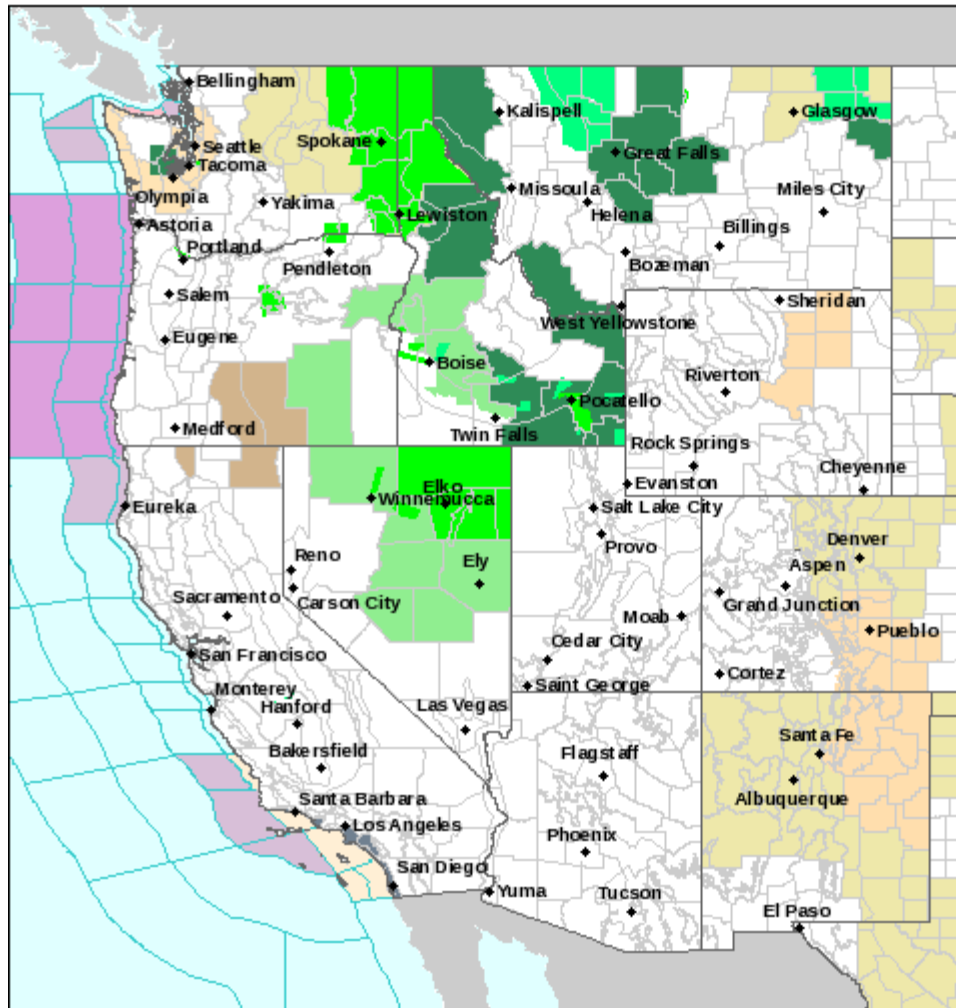 Bellingham
Kalispell
Glasgow
Spokane
Seattle
Great Falls
Tacoma
Missoula
Miles City
Olympia
Yakima
Lewiston
Helena
Astoria
Billings
Portland
Pendleton
Bozeman
Salem
Sheridan
West Yellowstone
Eugene
Boise
Riverton
Pocatello
Medford
Twin Falls
Rock Springs
Cheyenne
Evanston
Elko
Winnemucca
Eureka
Salt Lake City
Provo
Denver
Reno
Ely
Aspen
Sacramento
Carson City
Grand Junction
Moab
Pueblo
Cedar City
San Francisco
Cortez
Saint George
Monterey
Hanford
Las Vegas
Santa Fe
Bakersfield
Flagstaff
Albuquerque
Santa Barbara
Los Angeles
Phoenix
San Diego
Yuma
Tucson
El Paso